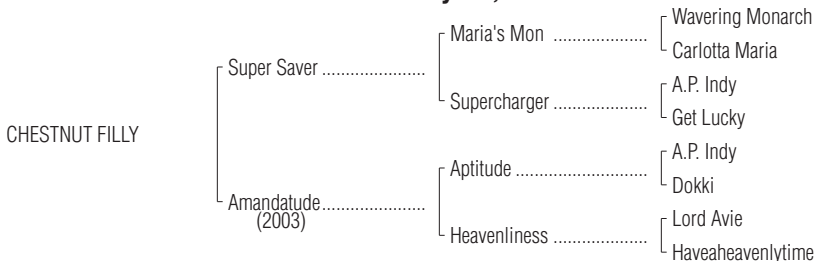 Wavering Monarch
Maria's Mon ....................
Carlotta Maria
Super Saver ......................
A.P. Indy
Supercharger ....................
Get Lucky
CHESTNUT FILLY
A.P. Indy
Aptitude ..........................
Dokki
Amandatude......................
(2003)
Lord Avie
Heavenliness ....................
Haveaheavenlytime